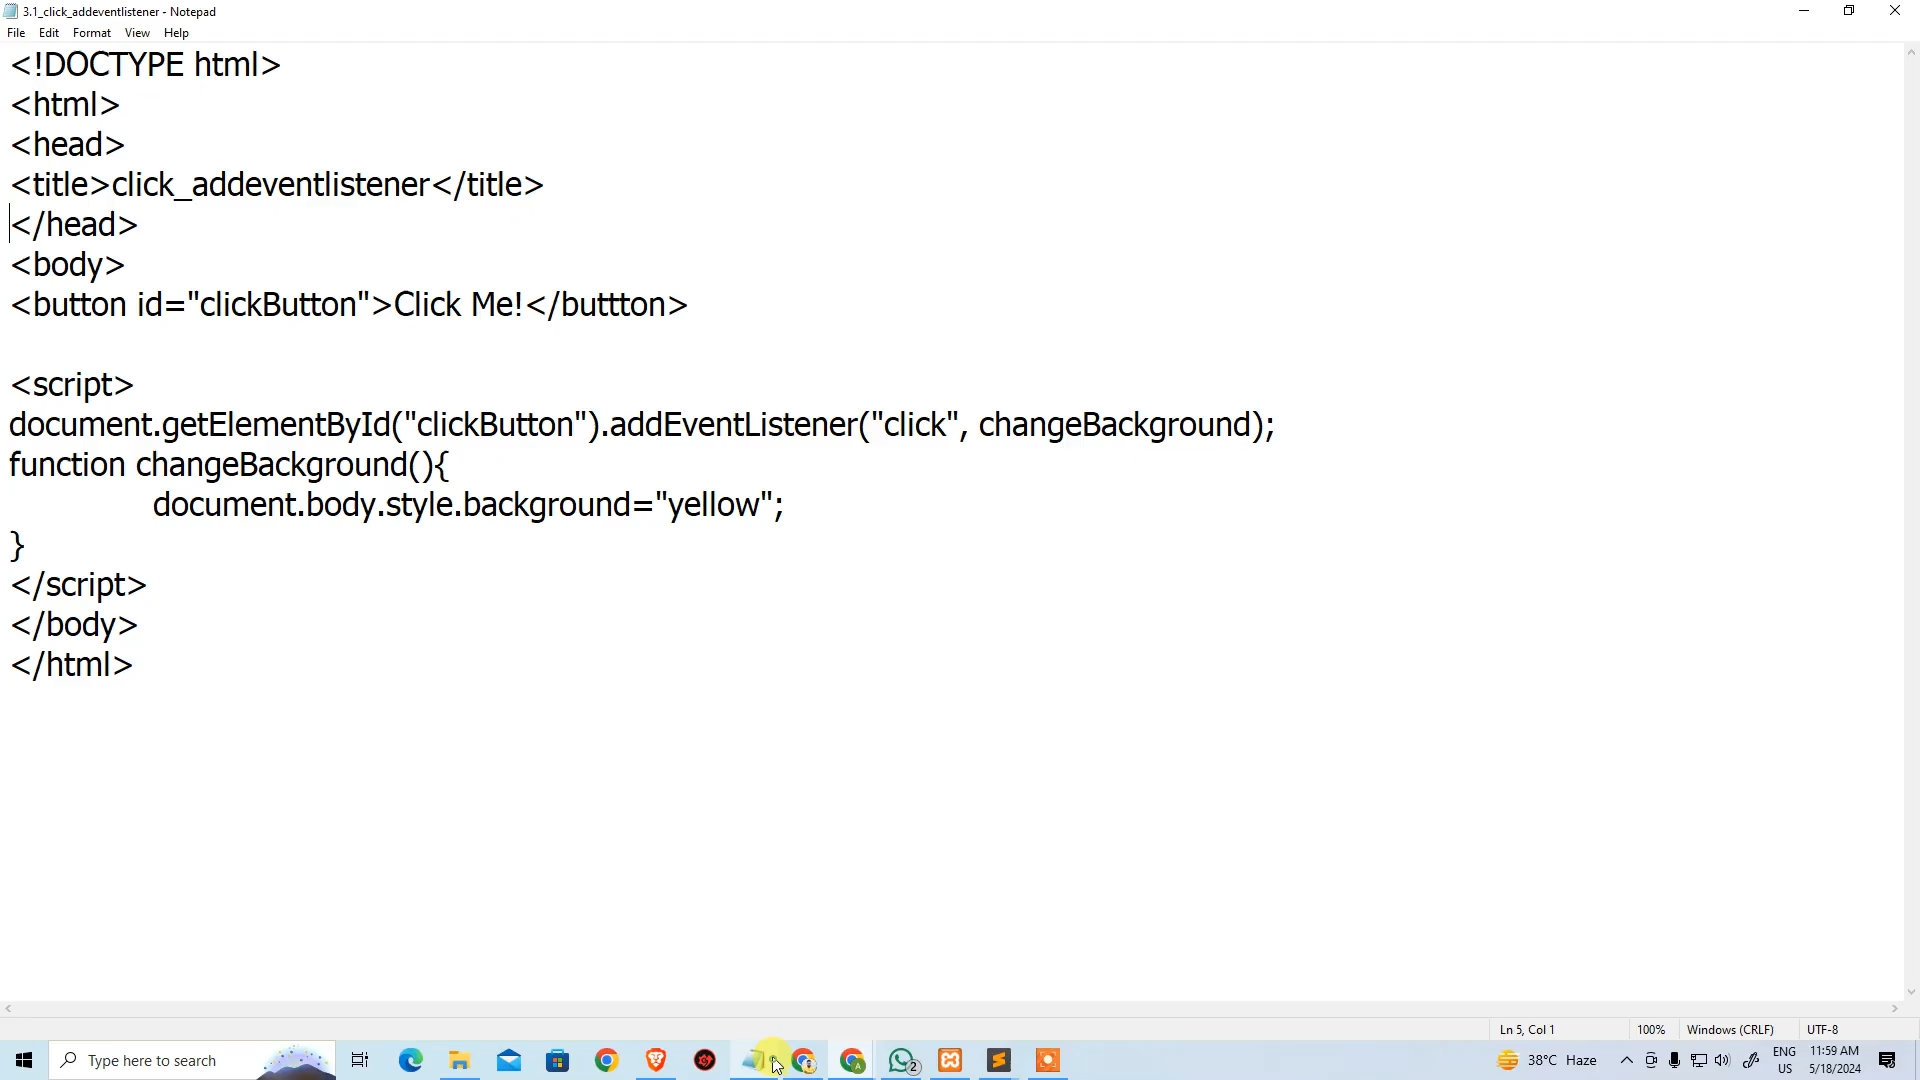 3.1_click_addeventlistener - Notepad
File Edit Format View Help
<!DOCTYPE html>
<html>
<head>
<title>click_addeventlistener</title>
</head>
<body>
<button id="clickButton">Click Me!</buttton>
<script>
document.getElementById("clickButton").addEventListener("click", changeBackground);
function changeBackground(){
document.body.style.background="yellow";
}
</script>
</body>
</html>
Ln 5, Col 1 100% Windows (CRLF) UTF-8
Type here to search
A
2
38°C Haze
ENG
US
11:59 AM
5/18/2024